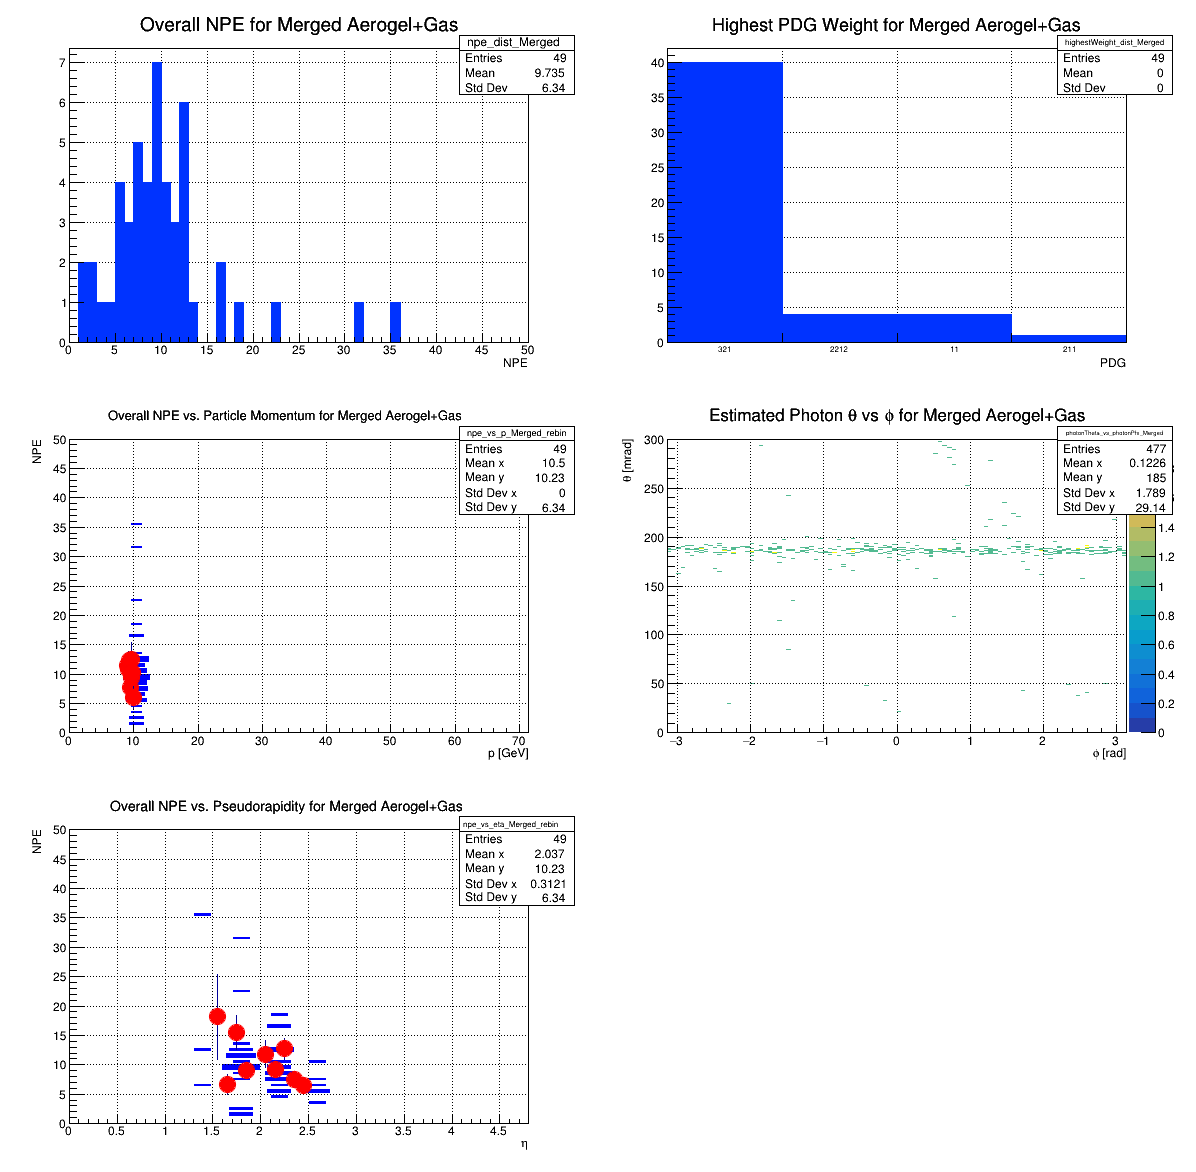 Overall NPE for Merged Aerogel+Gas
npe_dist_Merged
Entries 49
Mean 9.735
Std Dev 6.34
7
6
5
4
3
2
1
0
0 5 10 15 20 25 30 35 40 45 50
NPE
Highest PDG Weight for Merged Aerogel+Gas
highestWeight_dist_Merged
Entries 49
Mean 0
Std Dev 0
40
35
30
25
20
15
10
5
0
321 2212 11 211
PDG
Overall NPE vs. Particle Momentum for Merged Aerogel+Gas
npe_vs_p_Merged_rebin
Entries 49
Mean x 10.5
Mean y 10.23
Std Dev x 0
Std Dev y 6.34
NPE
50
45
40
35
30
25
20
15
10
5
0
0 10 20 30 40 50 60 70
p [GeV]
Estimated Photon θ vs ϕ for Merged Aerogel+Gas
photonTheta_vs_photonPhi_Merged
Entries 477
Mean x 0.1226
Mean y 185
Std Dev x 1.789
Std Dev y 29.14
θ [mrad]
300
250
200
150
100
50
0
−3 −2 −1 0 1 2 3
ϕ [rad]
1.4
1.2
1
0.8
0.6
0.4
0.2
0
Overall NPE vs. Pseudorapidity for Merged Aerogel+Gas
npe_vs_eta_Merged_rebin
Entries 49
Mean x 2.037
Mean y 10.23
Std Dev x 0.3121
Std Dev y 6.34
NPE
50
45
40
35
30
25
20
15
10
5
0
0 0.5 1 1.5 2 2.5 3 3.5 4 4.5
η